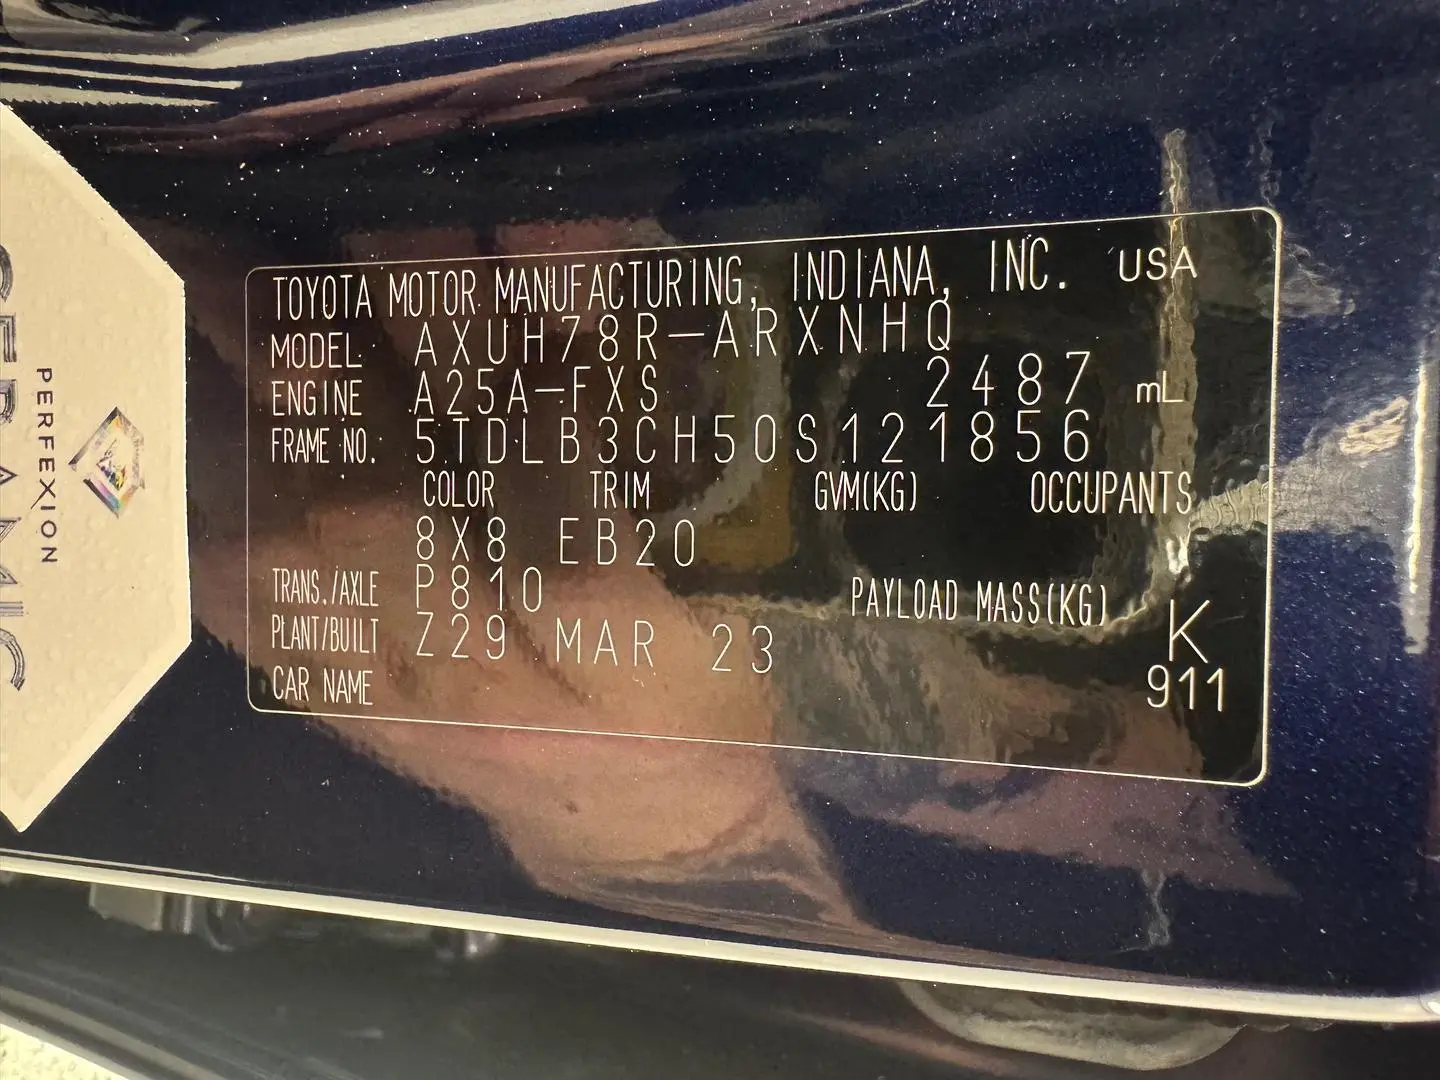 TOYOTA MOTOR MANUFACTURING, INDIANA, INC. USA
MODEL AXUH78R-ARXNHQ
ENGINE A25A-FXS 2487 mL
FRAME NO. 5TDLB3CH50S121856
COLOR TRIM GVM(KG) OCCUPANTS
8X8 EB20
TRANS./AXLE P810 PAYLOAD MASS(KG)
PLANT/BUILT Z29 MAR 23 K
CAR NAME 911
PERFEXION
CERAMIC